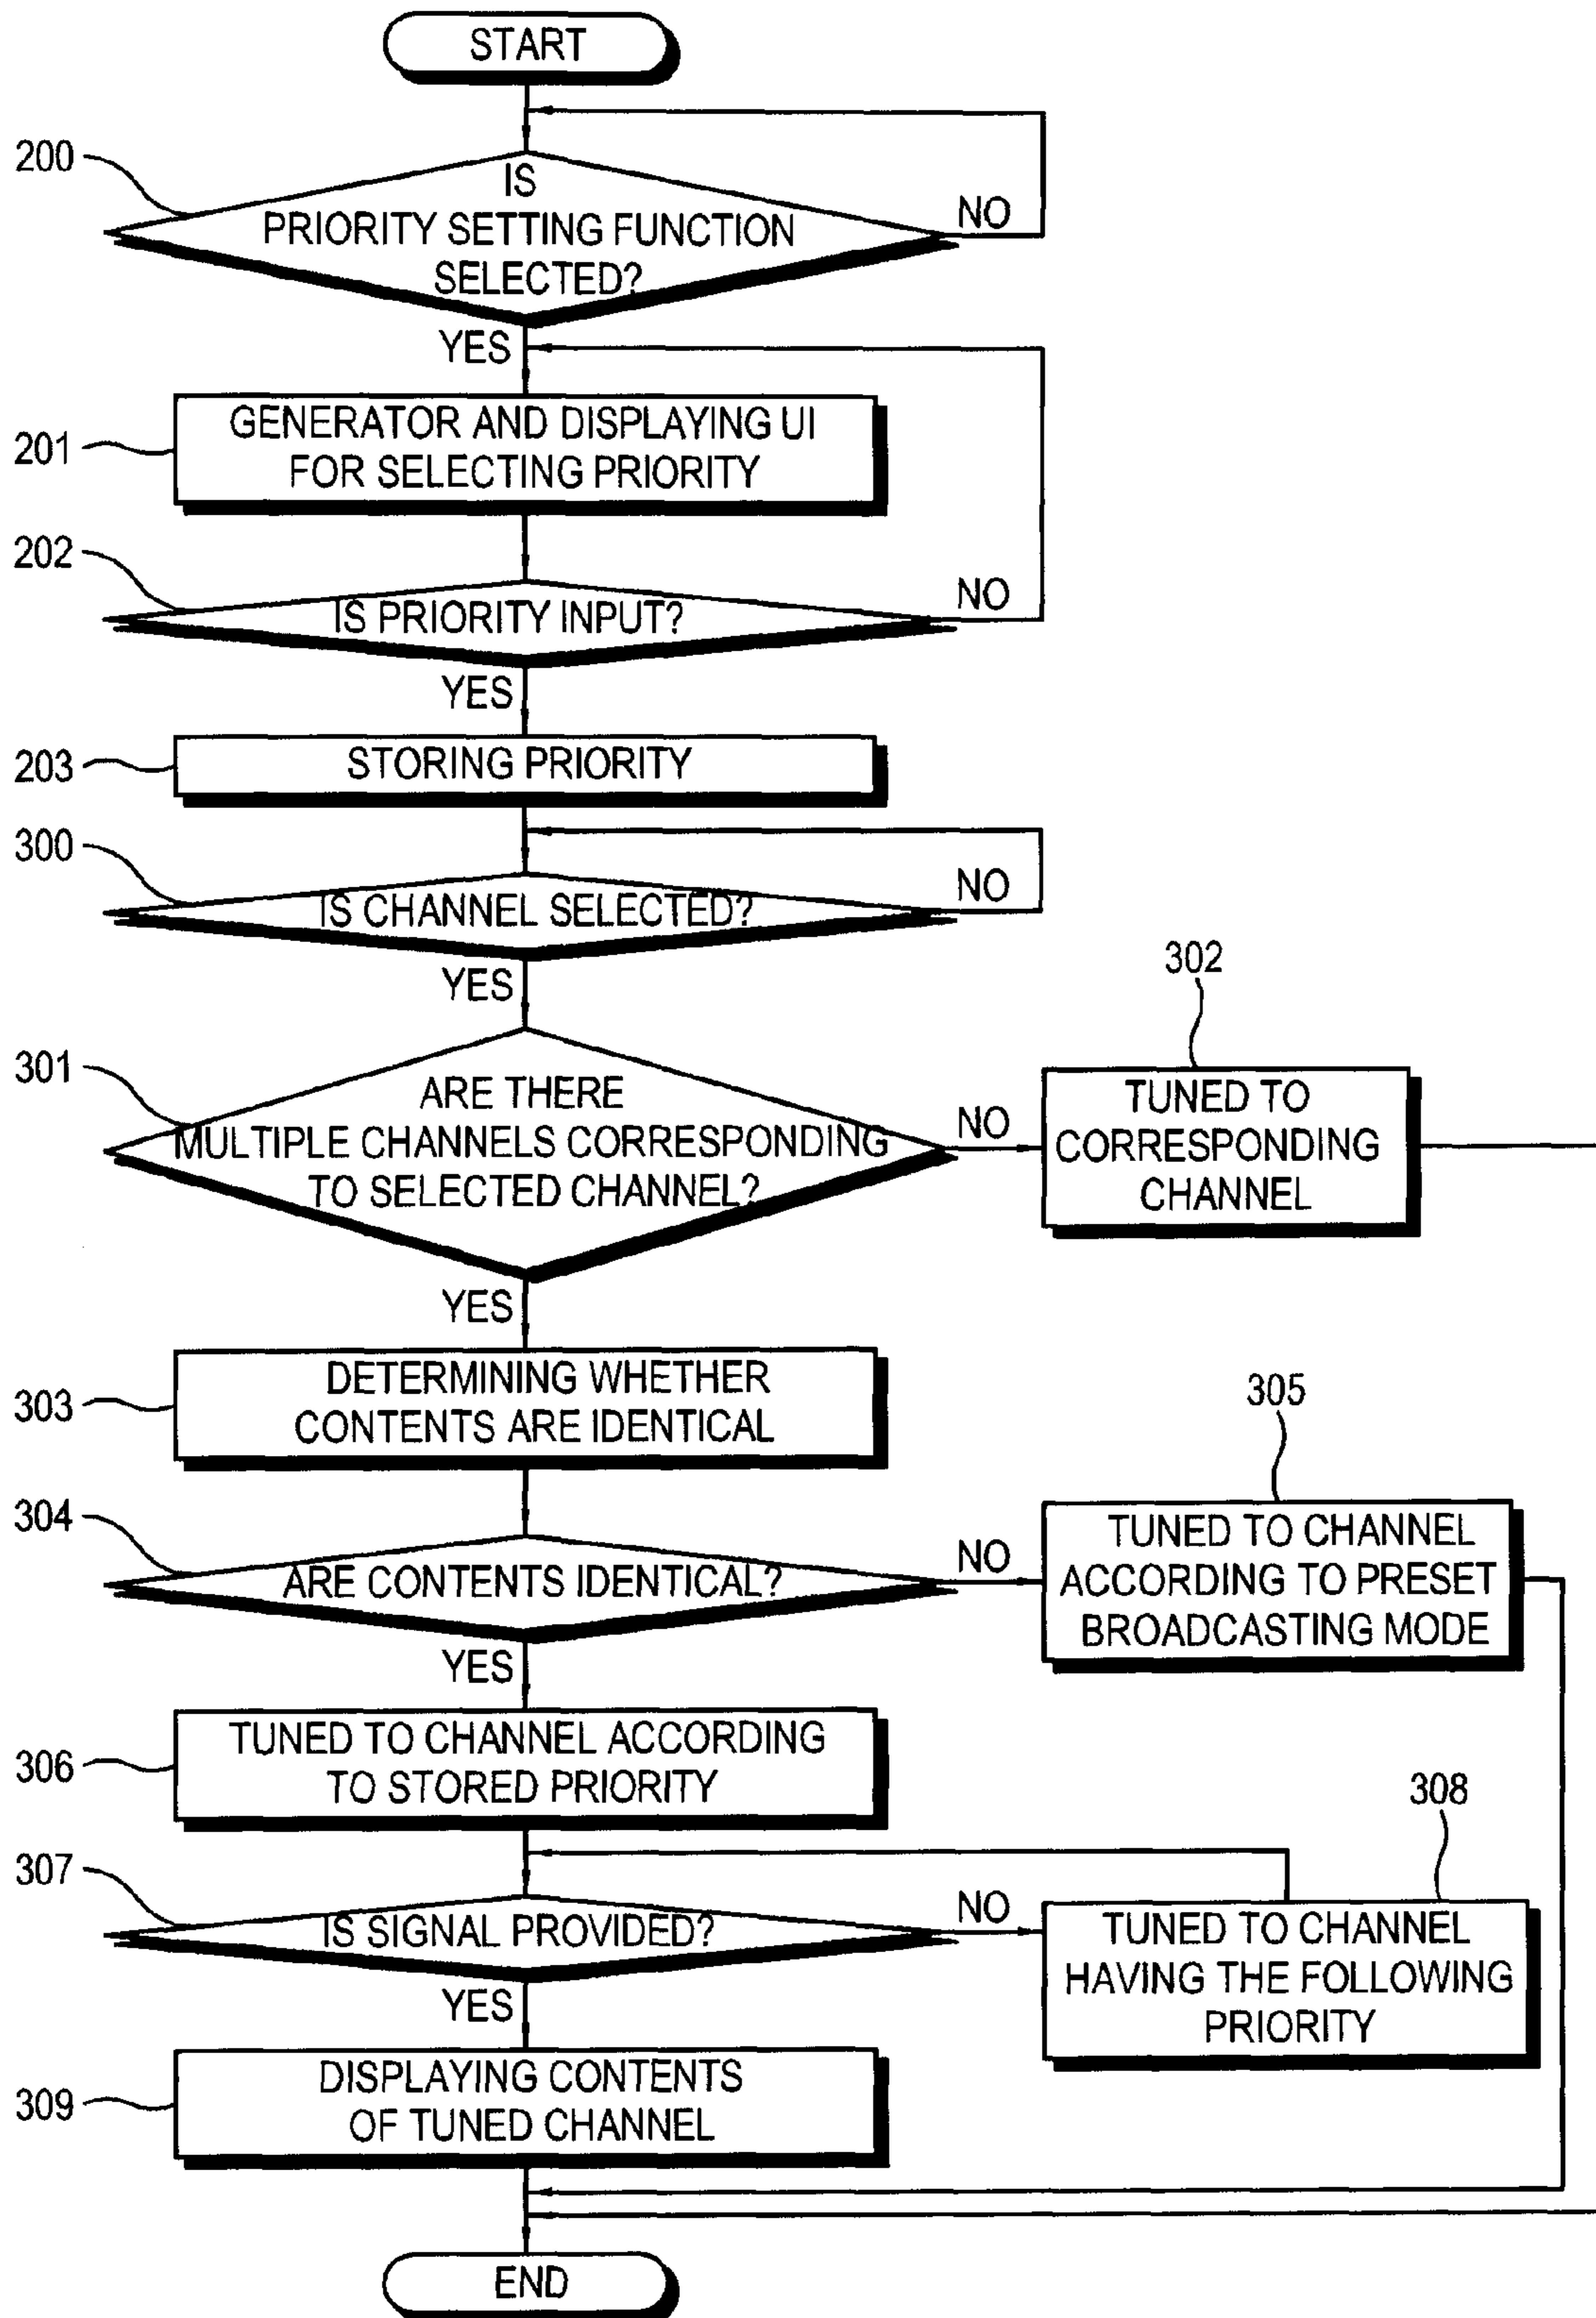 START
200
IS
PRIORITY SETTING FUNCTION
SELECTED?
NO
YES
201
GENERATOR AND DISPLAYING UI
FOR SELECTING PRIORITY
202
IS PRIORITY INPUT?
NO
YES
203
STORING PRIORITY
300
IS CHANNEL SELECTED?
NO
YES
301
ARE THERE
MULTIPLE CHANNELS CORRESPONDING
TO SELECTED CHANNEL?
NO
302
TUNED TO
CORRESPONDING
CHANNEL
YES
303
DETERMINING WHETHER
CONTENTS ARE IDENTICAL
304
ARE CONTENTS IDENTICAL?
NO
305
TUNED TO CHANNEL
ACCORDING TO PRESET
BROADCASTING MODE
YES
306
TUNED TO CHANNEL ACCORDING
TO STORED PRIORITY
307
IS SIGNAL PROVIDED?
NO
308
TUNED TO CHANNEL
HAVING THE FOLLOWING
PRIORITY
YES
309
DISPLAYING CONTENTS
OF TUNED CHANNEL
END